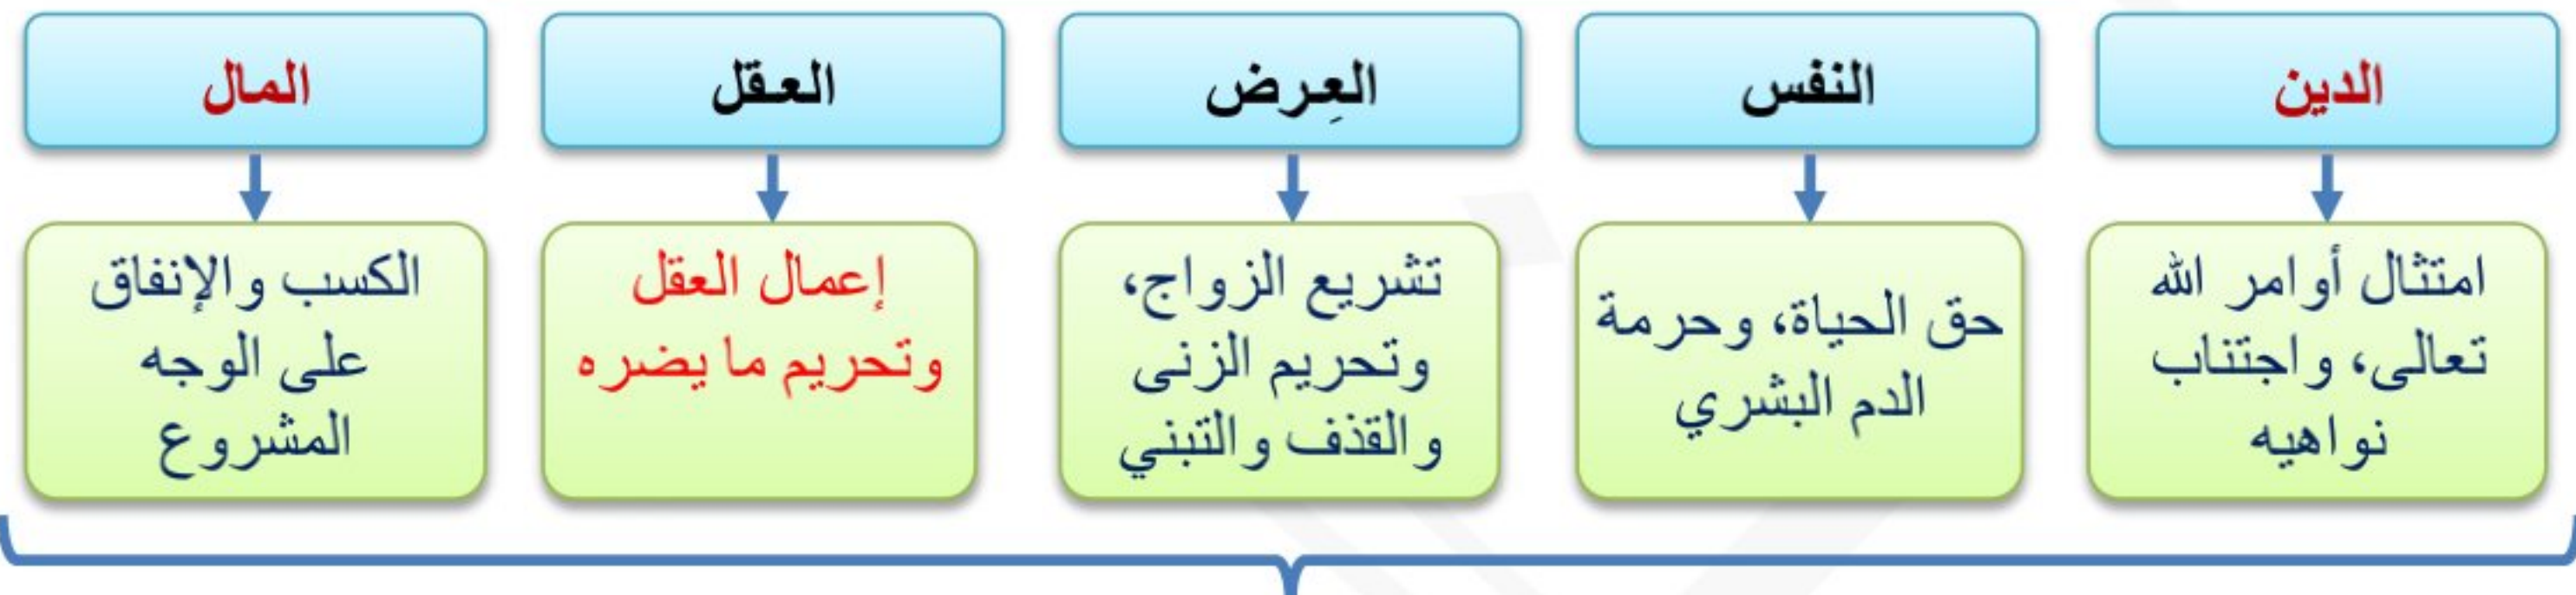 الدين
النفس
العِرض
العقل
المال
امتثال أوامر الله
تعالى، واجتناب
نواهيه
حق الحياة، وحرمة
الدم البشري
تشريع الزواج،
وتحريم الزنى
والقذف والتبني
إعمال العقل
وتحريم ما يضره
الكسب والإنفاق
على الوجه
المشروع